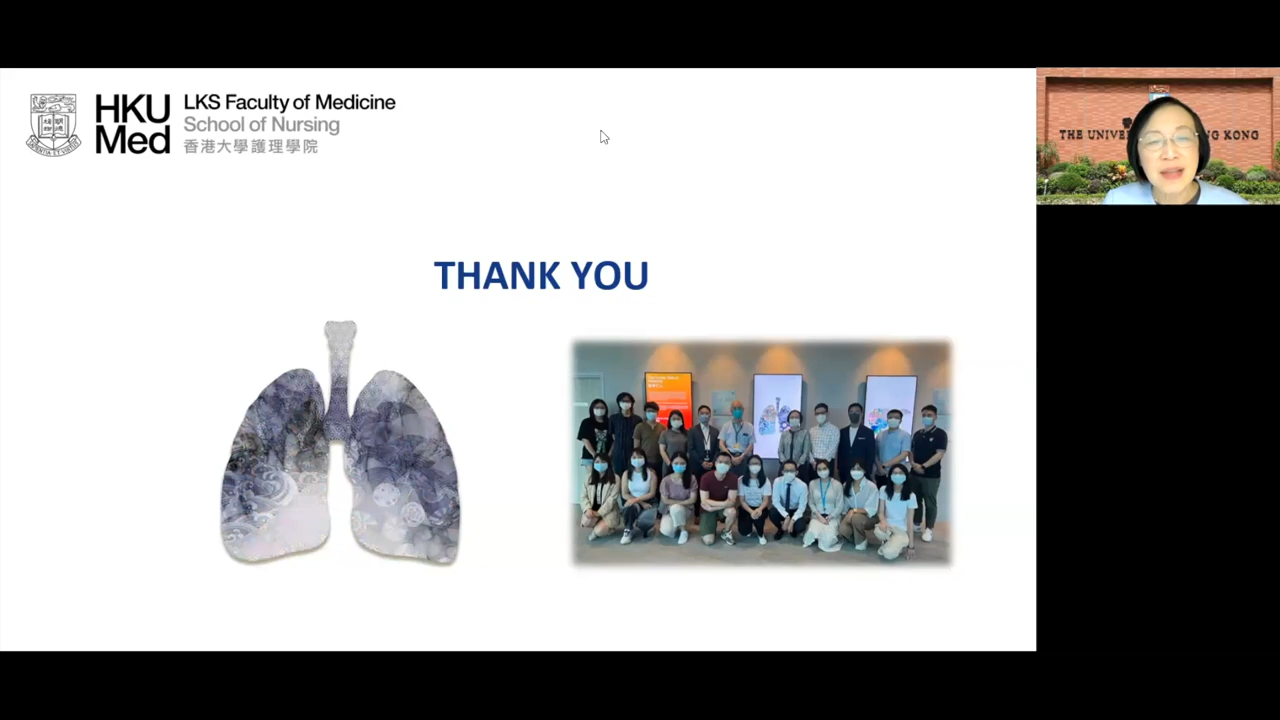 HKU
Med
LKS Faculty of Medicine
School of Nursing
香港大學護理學院
THANK YOU
THE UNIVE
NG KONG